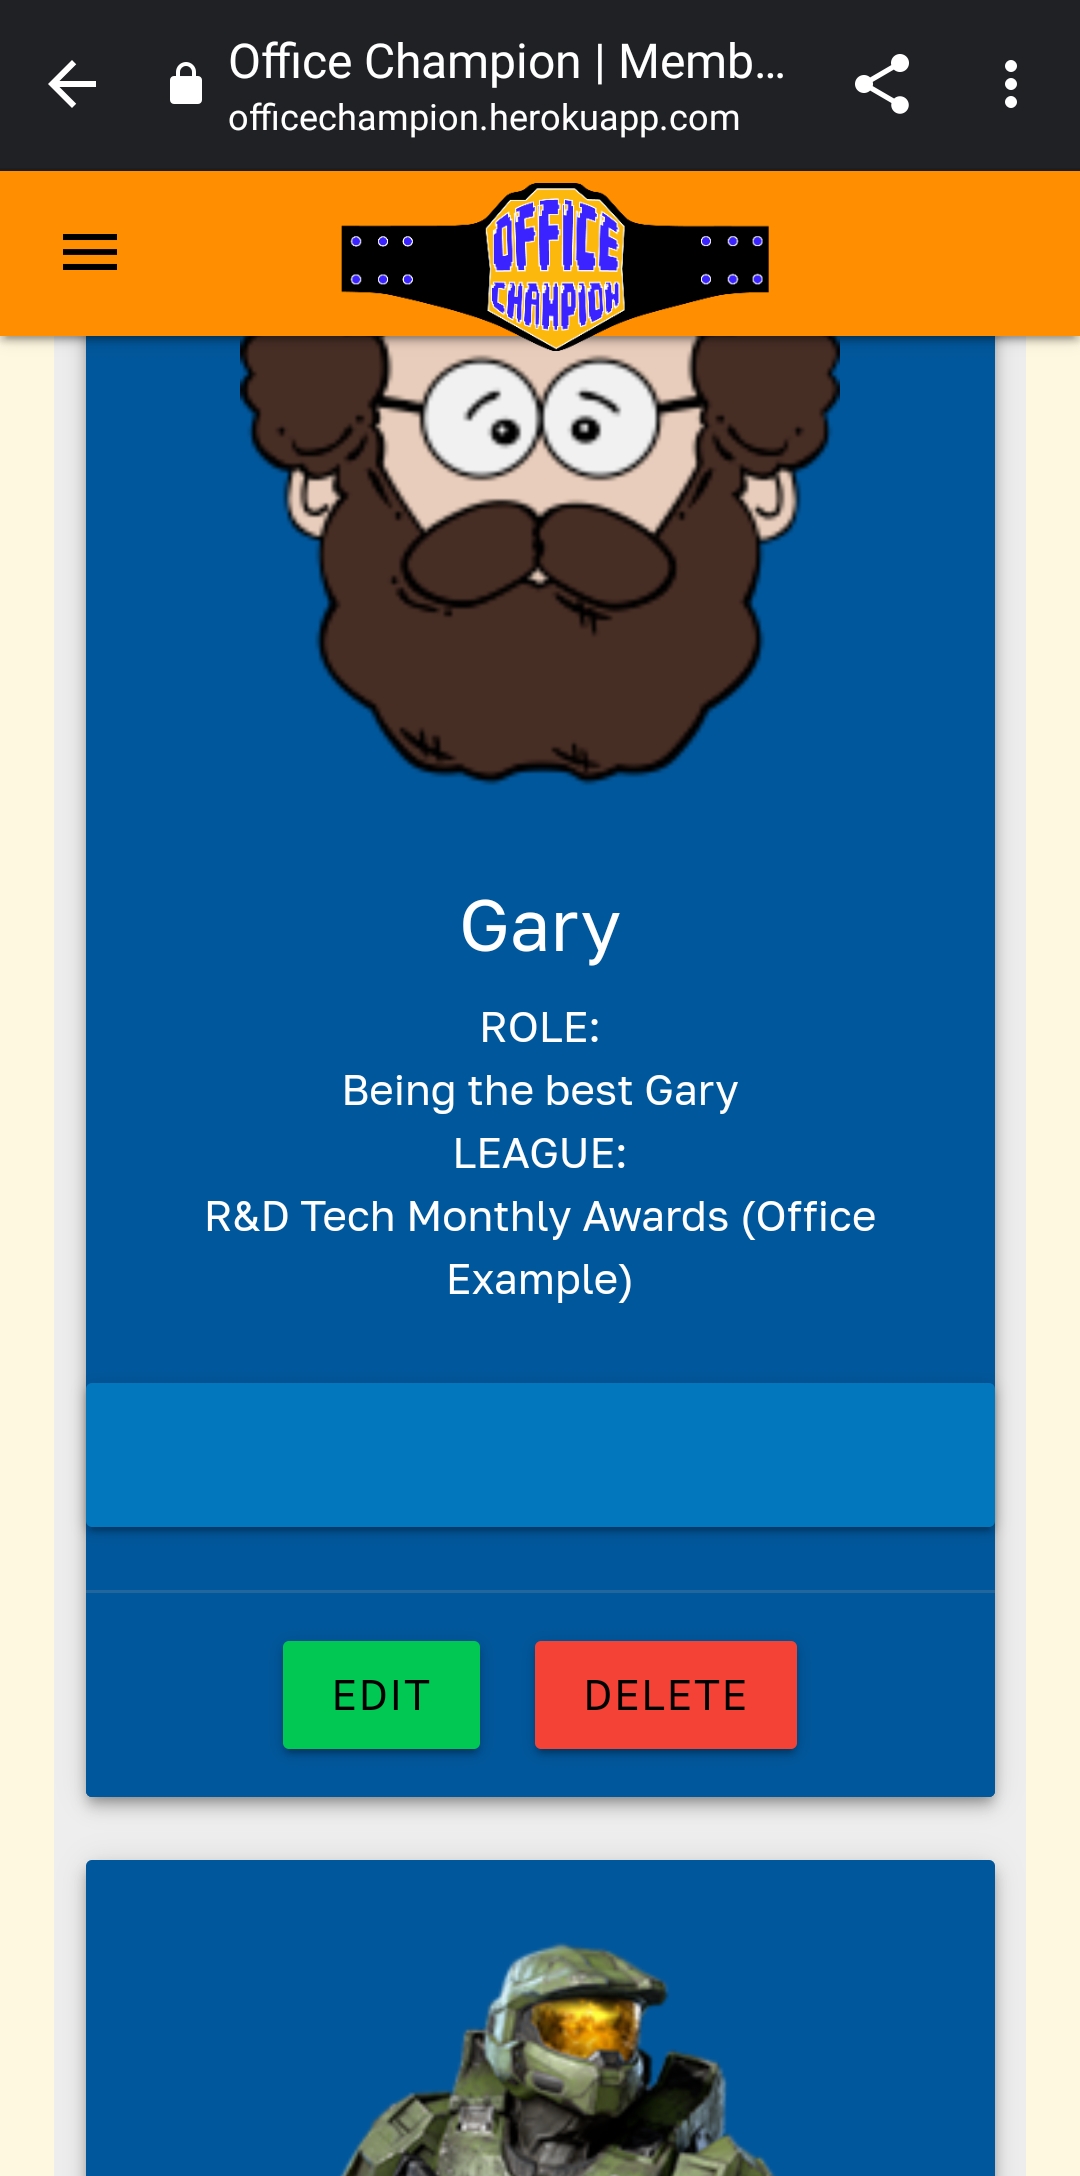 Office Champion | Memb...
officechampion.herokuapp.com
OFFICE
CHAMPION
Gary
ROLE:
Being the best Gary
LEAGUE:
R&D Tech Monthly Awards (Office
Example)
EDIT
DELETE